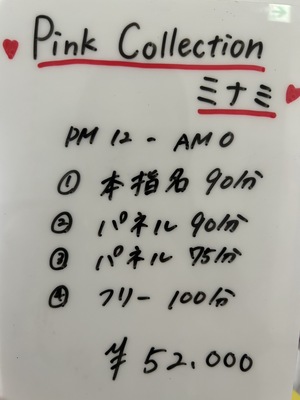 Pink Collection
ミナミ
PM 12 - AM 0
① 本指名 90分
② パネル 90分
③ パネル 75分
④ フリー 100分
¥ 52.000